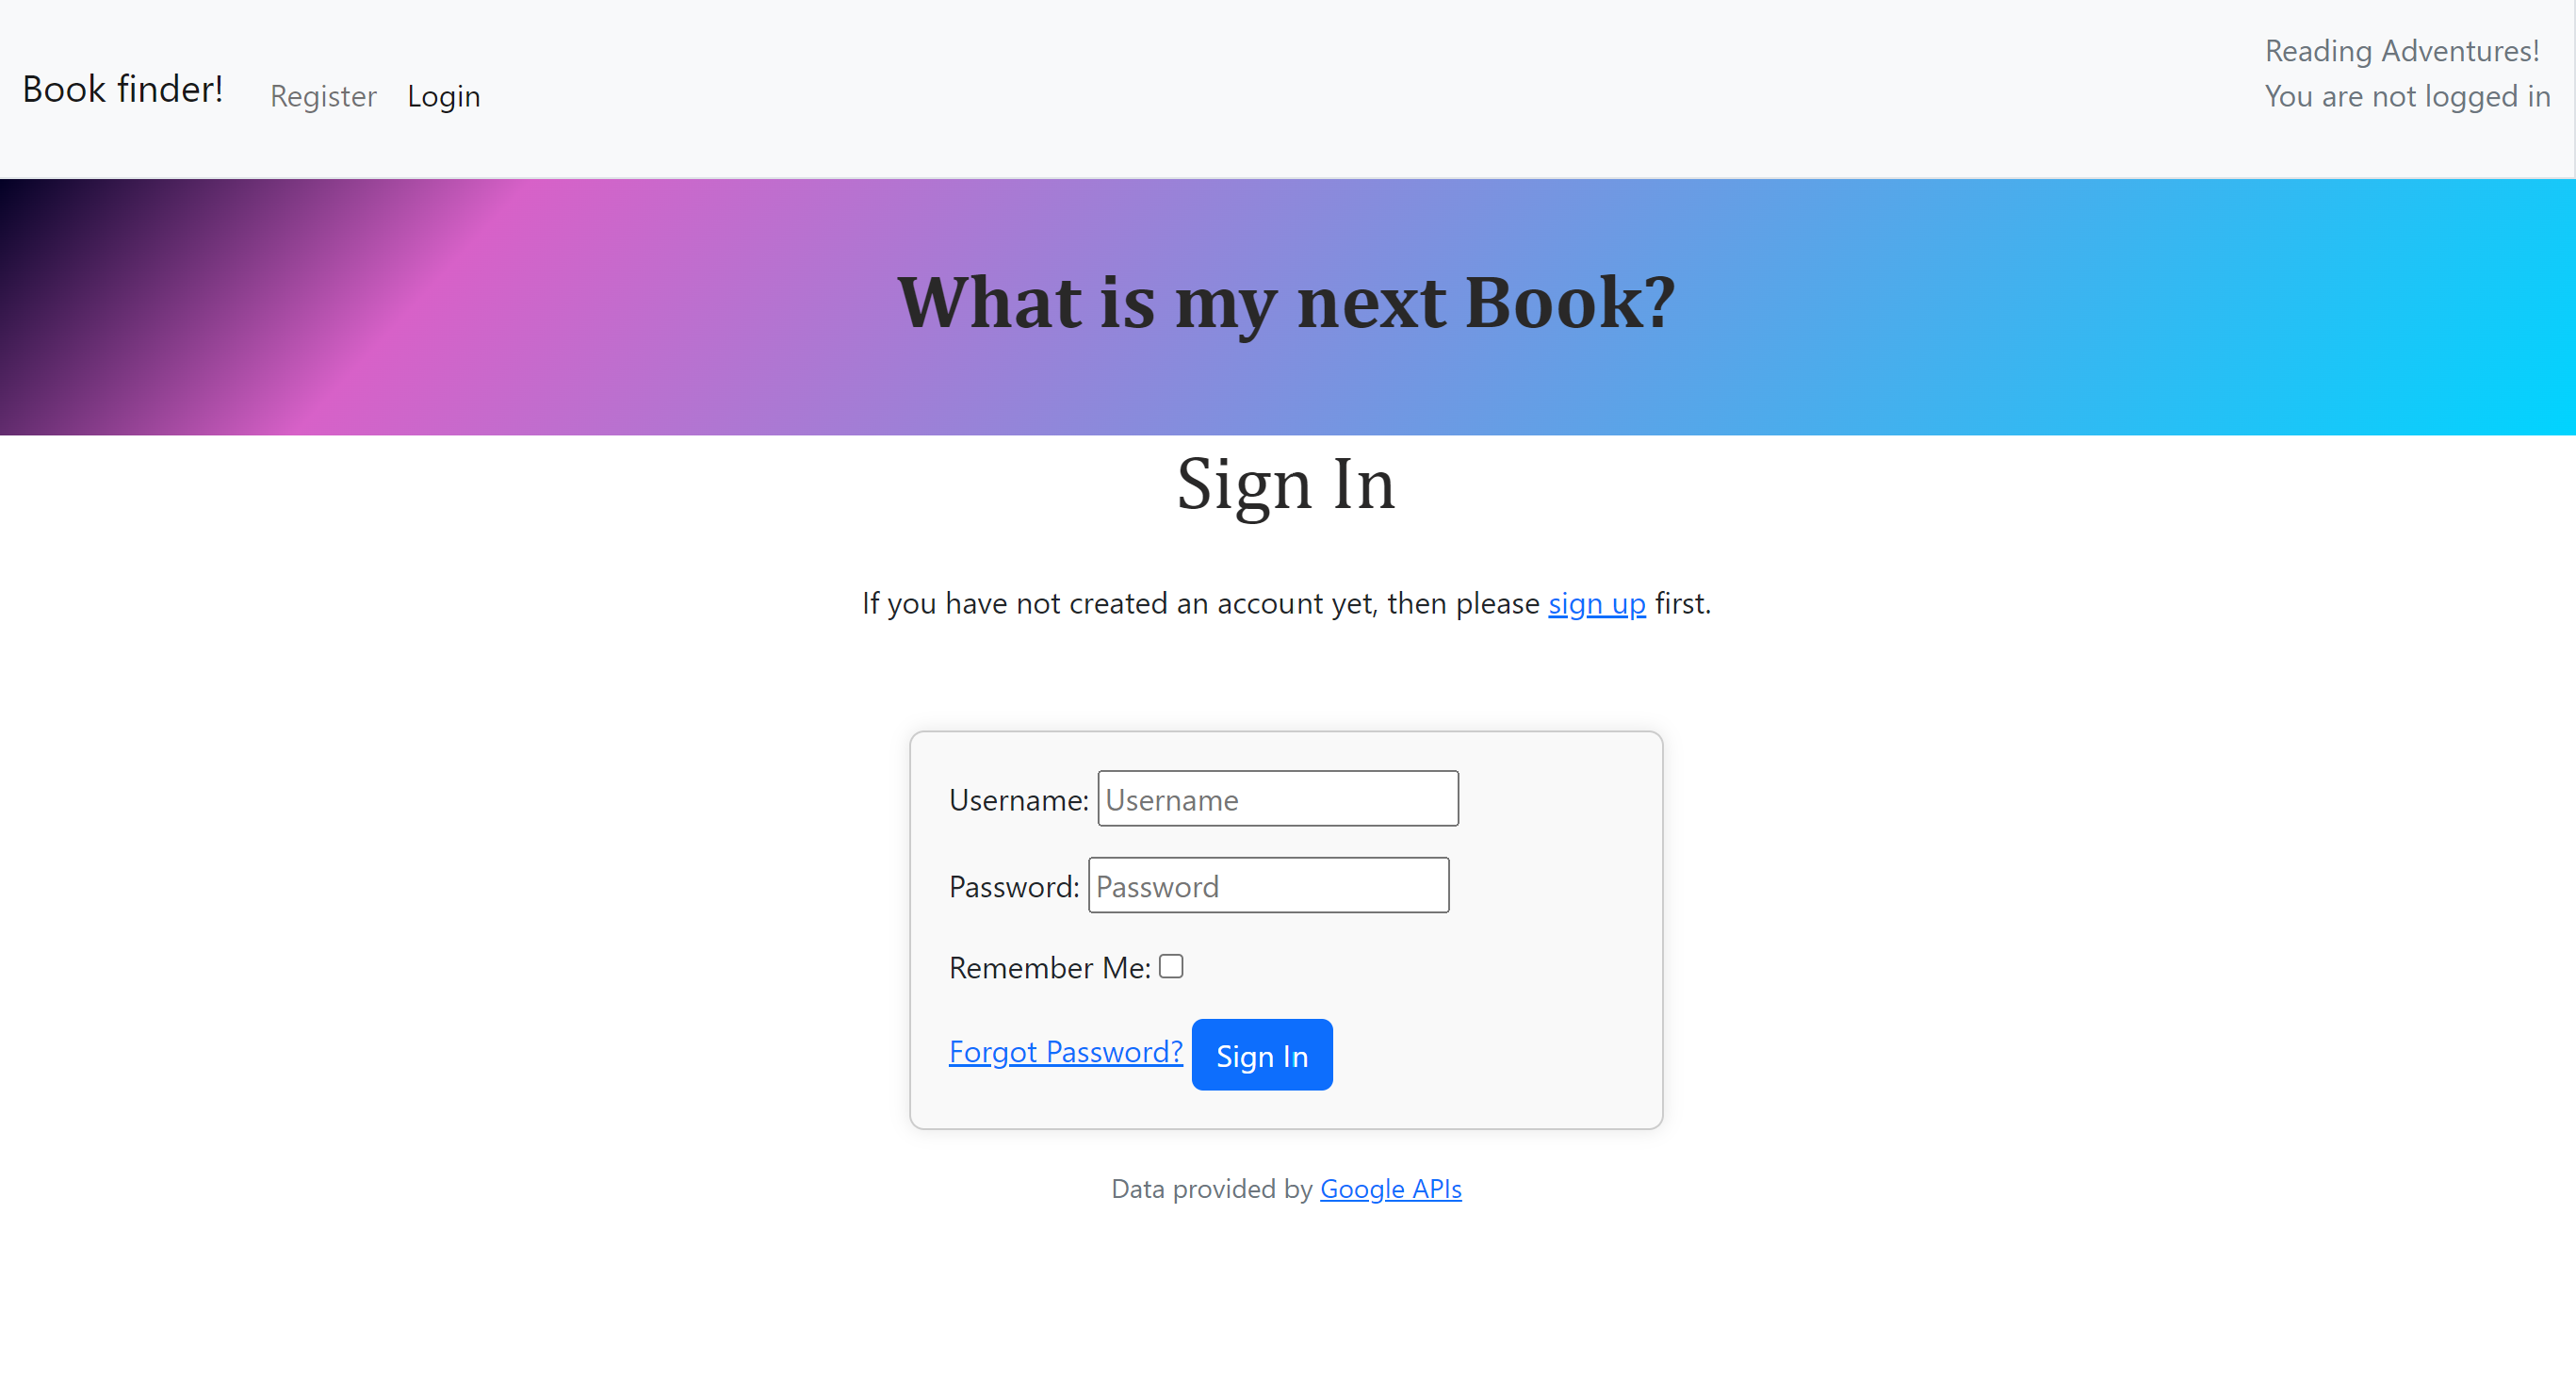 Book finder! Register Login
Reading Adventures!
You are not logged in
What is my next Book?
Sign In
If you have not created an account yet, then please sign up first.
Username: Username
Password: Password
Remember Me:
Forgot Password? Sign In
Data provided by Google APIs